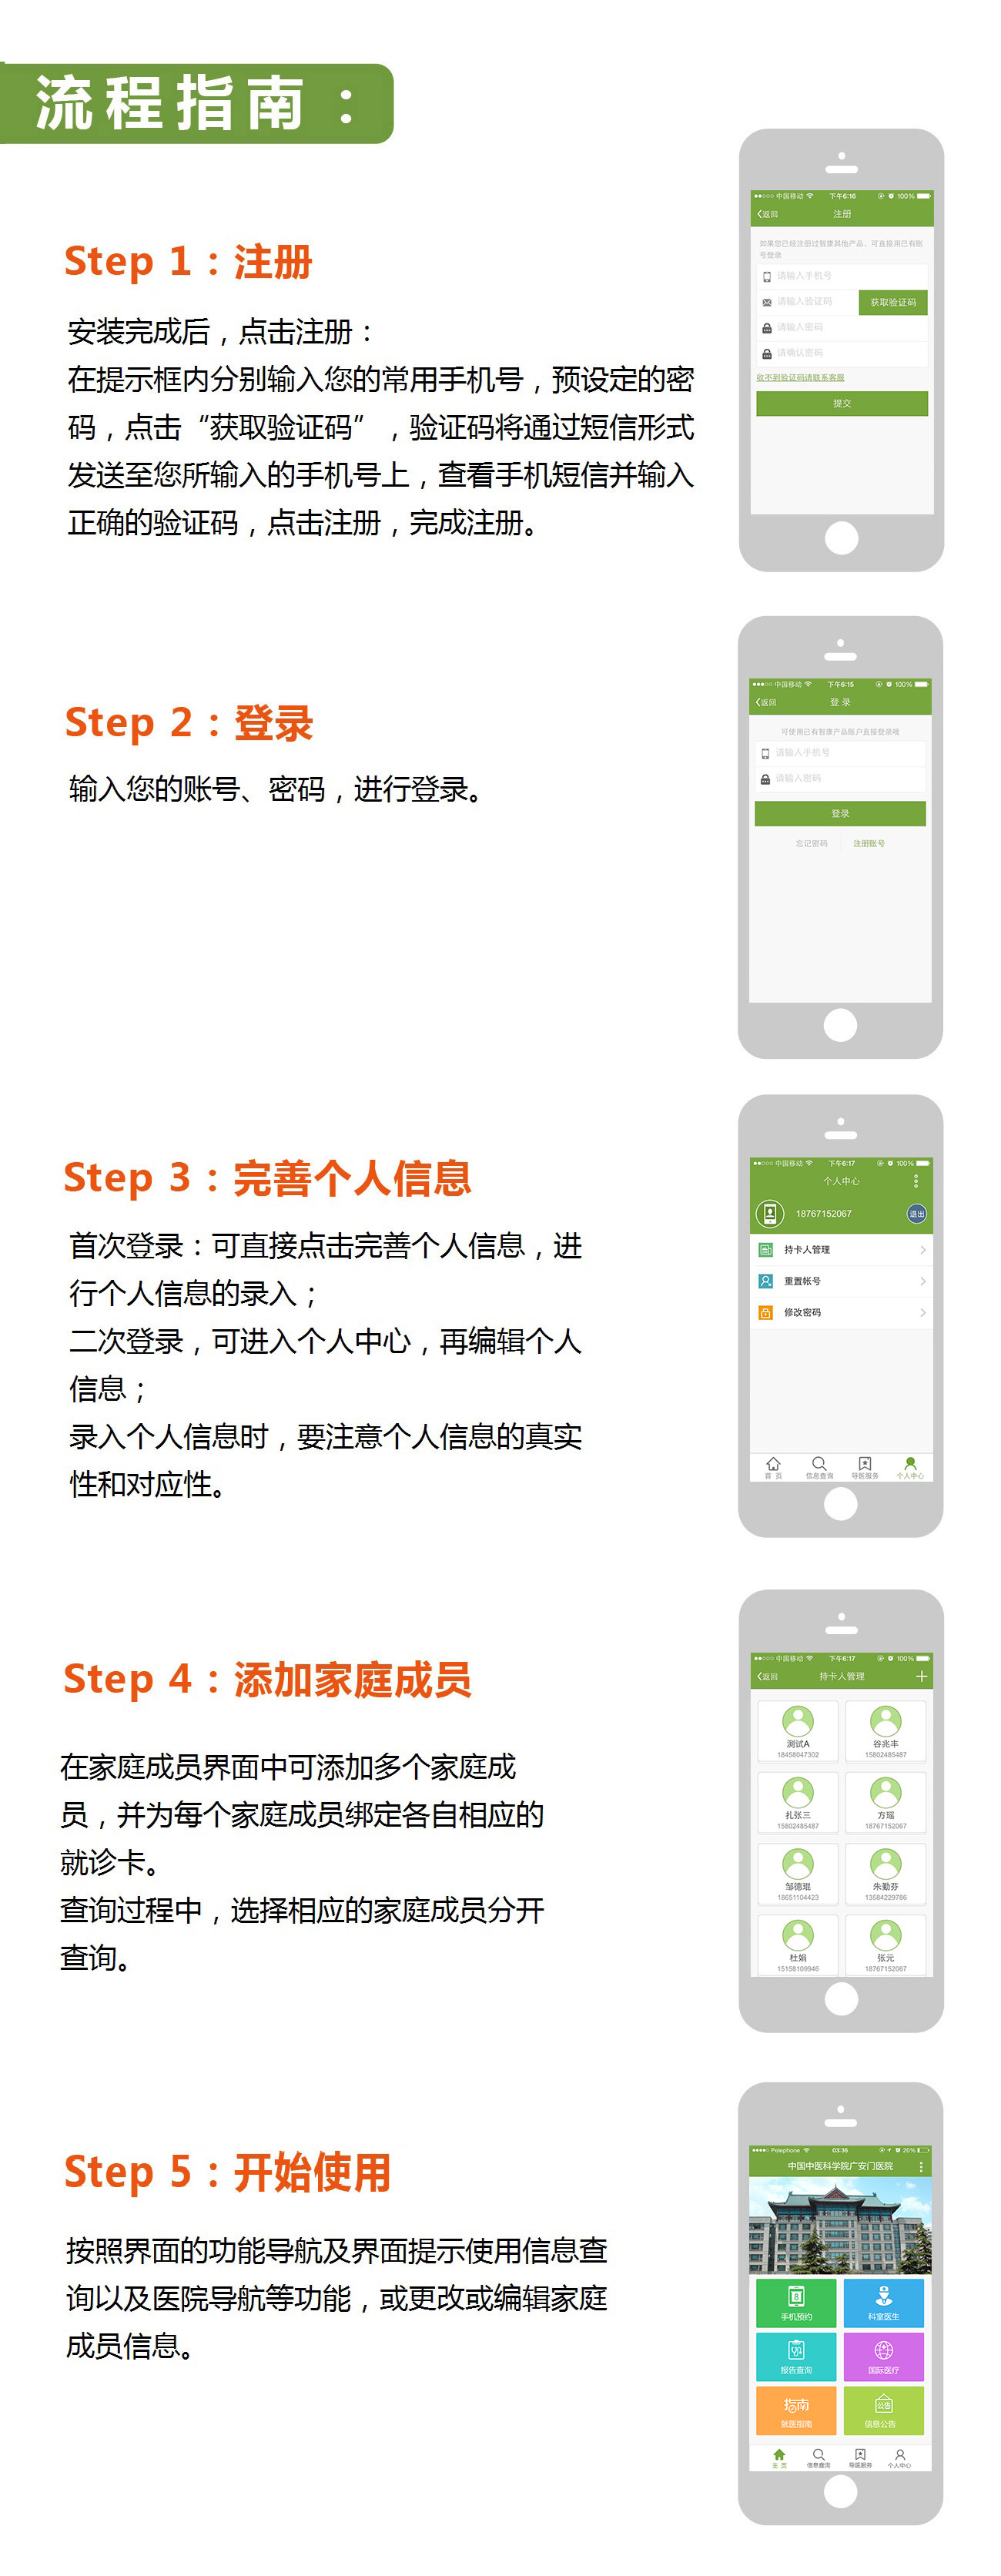 流程指南：
Step 1：注册
安装完成后，点击注册：
在提示框内分别输入您的常用手机号，预设定的密
码，点击“获取验证码”，验证码将通过短信形式
发送至您所输入的手机号上，查看手机短信并输入
正确的验证码，点击注册，完成注册。
中国移动 下午6:16 100%
返回 注册
如果您已经注册过智康其他产品，可直接用已有账
号登录
请输入手机号
请输入验证码 获取验证码
请输入密码
请确认密码
收不到验证码请联系客服
提交
Step 2：登录
输入您的账号、密码，进行登录。
中国移动 下午6:15 100%
返回 登录
可使用已有智康产品账户直接登录哦
请输入手机号
请输入密码
登录
忘记密码 注册账号
Step 3：完善个人信息
首次登录：可直接点击完善个人信息，进
行个人信息的录入；
二次登录，可进入个人中心，再编辑个人
信息；
录入个人信息时，要注意个人信息的真实
性和对应性。
中国移动 下午6:17 100%
个人中心
18767152067 退出
持卡人管理
重置帐号
修改密码
首 页 信息查询 导医服务 个人中心
Step 4：添加家庭成员
在家庭成员界面中可添加多个家庭成
员，并为每个家庭成员绑定各自相应的
就诊卡。
查询过程中，选择相应的家庭成员分开
查询。
中国移动 下午6:17 100%
返回 持卡人管理
测试A 谷兆丰
18458047302 15802485487
扎张三 方瑶
15802485487 18767152067
邹德琨 朱勤芬
18651104423 13584229786
杜娟 张元
15158109946 18767152067
Step 5：开始使用
按照界面的功能导航及界面提示使用信息查
询以及医院导航等功能，或更改或编辑家庭
成员信息。
Pelephone 03:36 20%
中国中医科学院广安门医院
手机预约 科室医生
报告查询 国际医疗
指南 公告
就医指南 信息公告
主 页 信息查询 导医服务 个人中心